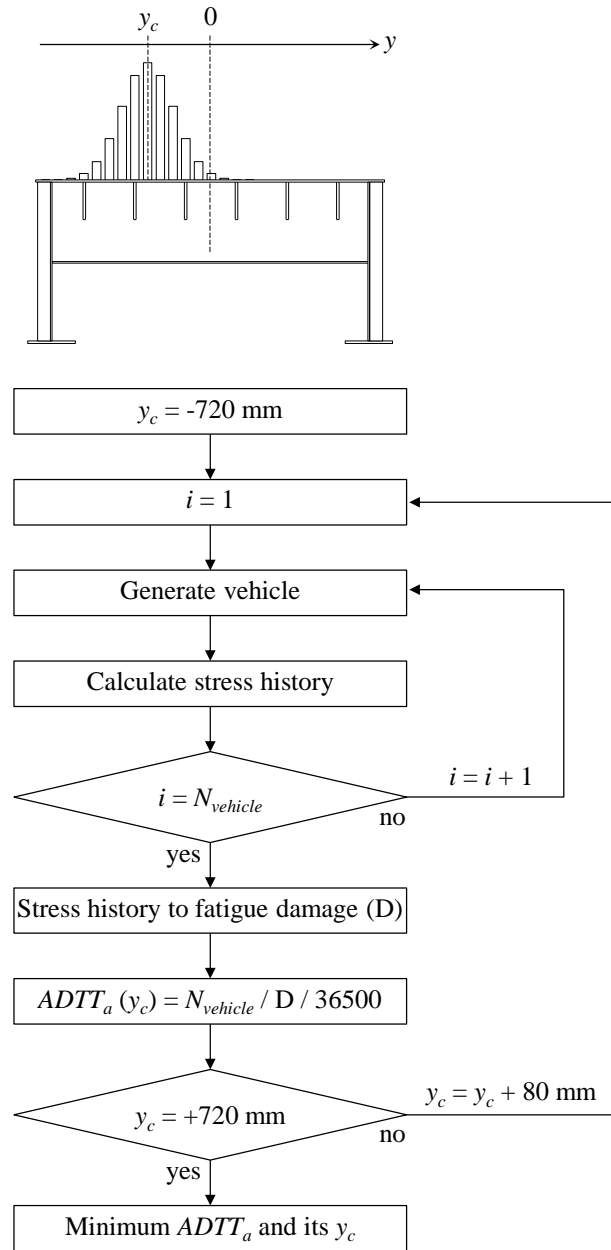 y_c 0
y
y_c = -720 mm
i = 1
Generate vehicle
Calculate stress history
i = i + 1
i = N_vehicle
no
yes
Stress history to fatigue damage (D)
ADTT_a (y_c) = N_vehicle / D / 36500
y_c = y_c + 80 mm
y_c = +720 mm
no
yes
Minimum ADTT_a and its y_c